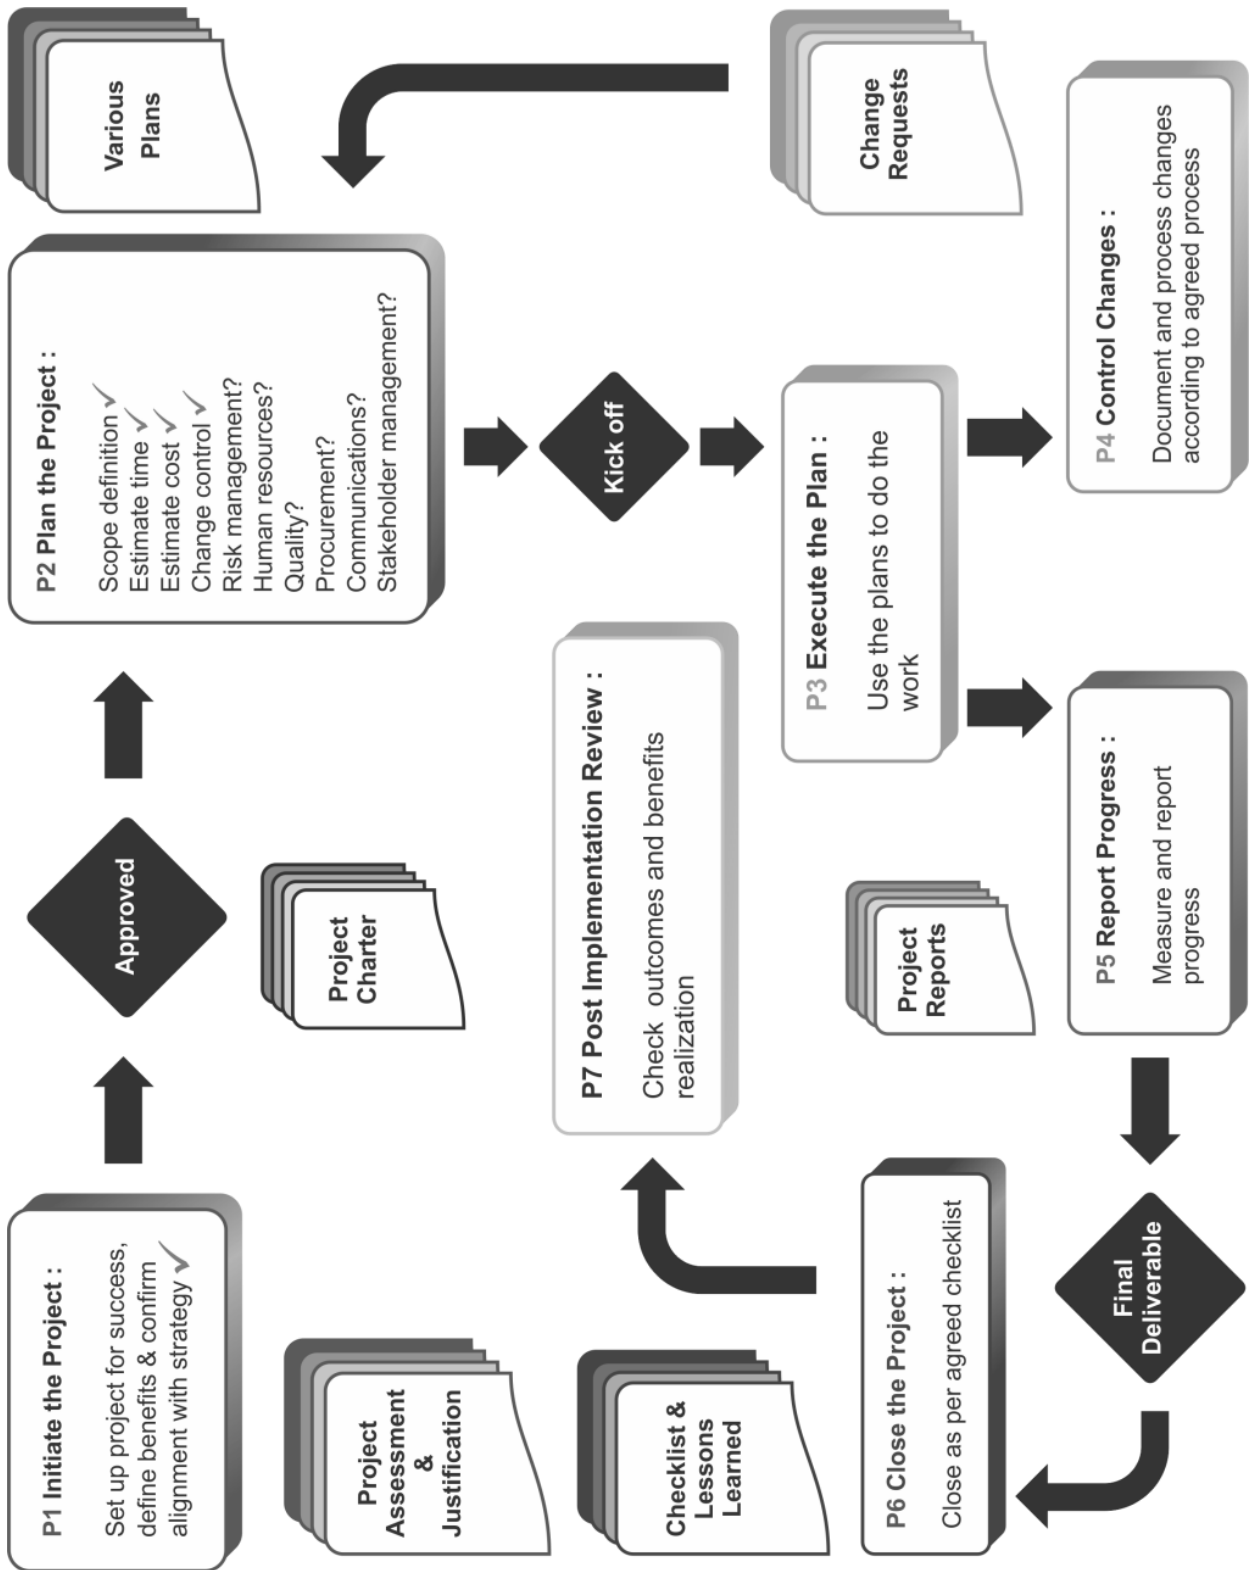 P1 Initiate the Project :
Set up project for success,
define benefits & confirm
alignment with strategy
Approved
P2 Plan the Project :
Scope definition
Estimate time
Estimate cost
Change control
Risk management?
Human resources?
Quality?
Procurement?
Communications?
Stakeholder management?
Various
Plans
Project
Assessment
&
Justification
Project
Charter
Kick off
Checklist &
Lessons
Learned
P7 Post Implementation Review :
Check outcomes and benefits
realization
P3 Execute the Plan :
Use the plans to do the
work
Change
Requests
P6 Close the Project :
Close as per agreed checklist
Project
Reports
Final
Deliverable
P5 Report Progress :
Measure and report
progress
P4 Control Changes :
Document and process changes
according to agreed process